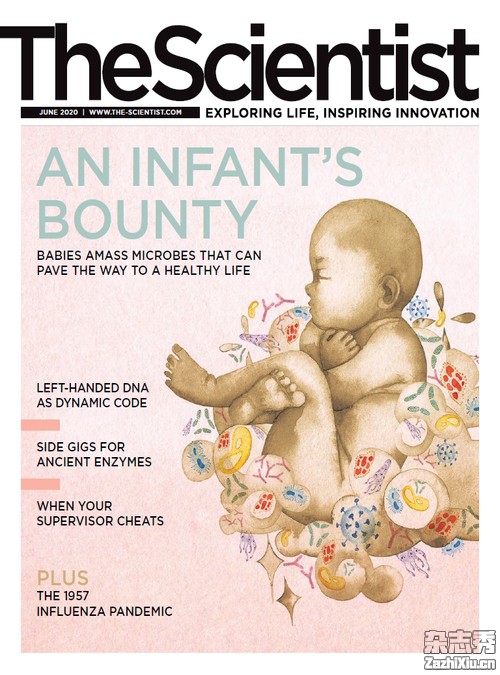 TheScientist
JUNE 2020 | WWW.THE-SCIENTIST.COM
EXPLORING LIFE, INSPIRING INNOVATION
AN INFANT'S
BOUNTY
BABIES AMASS MICROBES THAT CAN
PAVE THE WAY TO A HEALTHY LIFE
LEFT-HANDED DNA
AS DYNAMIC CODE
SIDE GIGS FOR
ANCIENT ENZYMES
WHEN YOUR
SUPERVISOR CHEATS
PLUS
THE 1957
INFLUENZA PANDEMIC
杂志秀
ZaZhiXiu.cn